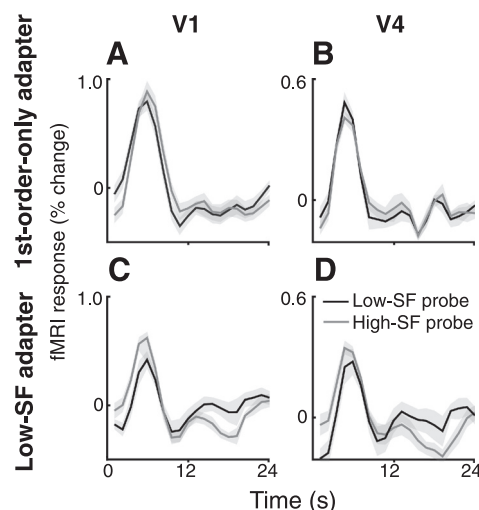 V1
V4
1st-order-only adapter
Low-SF adapter
fMRI response (% change)
A
1.0
0
B
0.6
0
C
1.0
0
0
12
24
D
0.6
0
Low-SF probe
High-SF probe
0
12
24
Time (s)